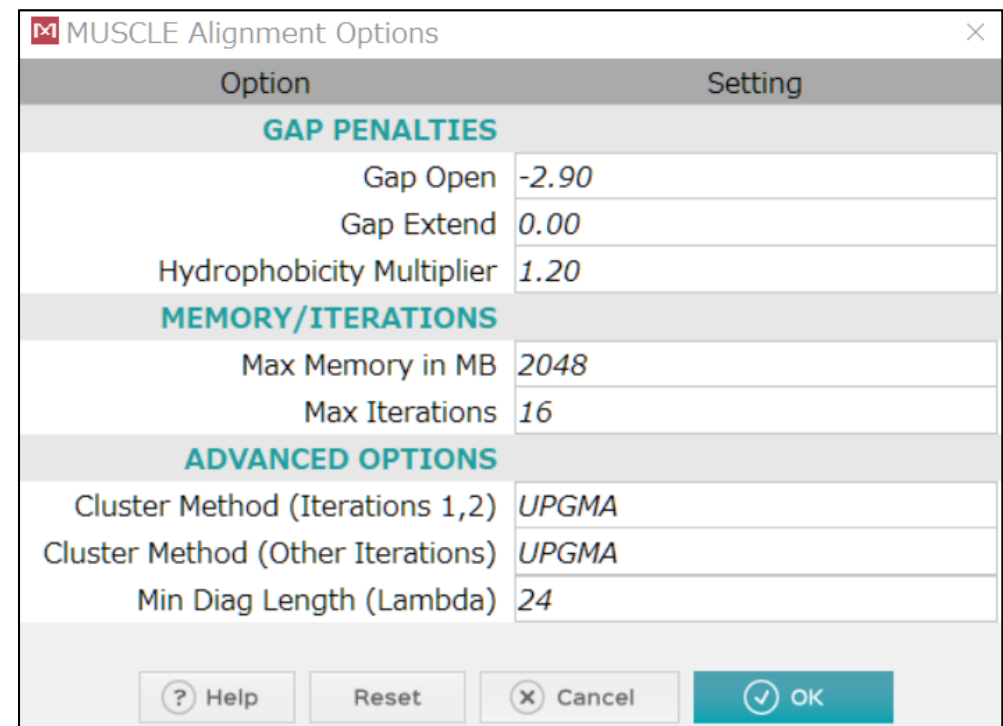 MUSCLE Alignment Options
Option Setting
GAP PENALTIES
Gap Open -2.90
Gap Extend 0.00
Hydrophobicity Multiplier 1.20
MEMORY/ITERATIONS
Max Memory in MB 2048
Max Iterations 16
ADVANCED OPTIONS
Cluster Method (Iterations 1,2) UPGMA
Cluster Method (Other Iterations) UPGMA
Min Diag Length (Lambda) 24
? Help Reset Cancel OK